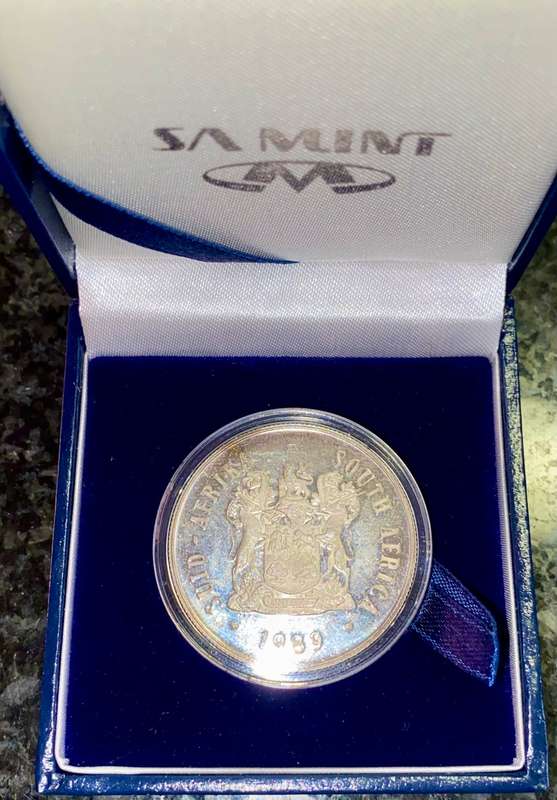 SA MINT
SUID-AFRIKA SOUTH AFRICA
1989